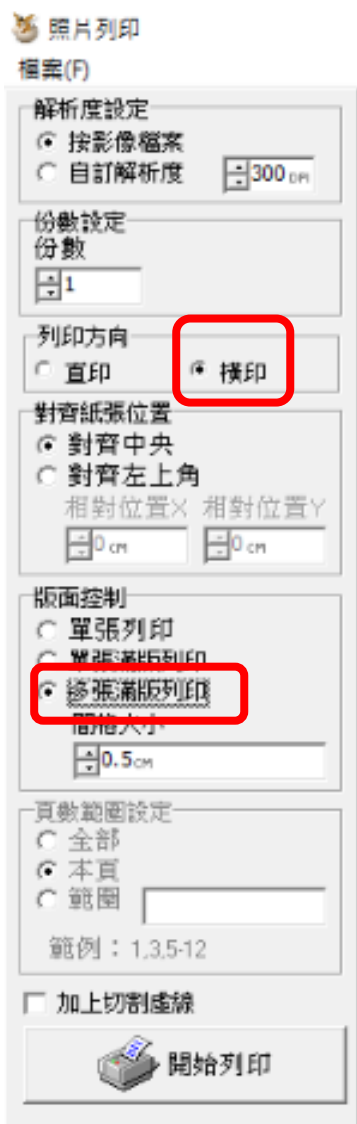 照片列印
檔案(F)
解析度設定
按影像檔案
自訂解析度 300 DPI
份數設定
份數
1
列印方向
直印 橫印
對齊紙張位置
對齊中央
對齊左上角
相對位置X 相對位置Y
0 cm 0 cm
版面控制
單張列印
單張滿版列印
多張滿版列印
間格大小
0.5cm
頁數範圍設定
全部
本頁
範圍
範例：1,3,5-12
加上切割虛線
開始列印